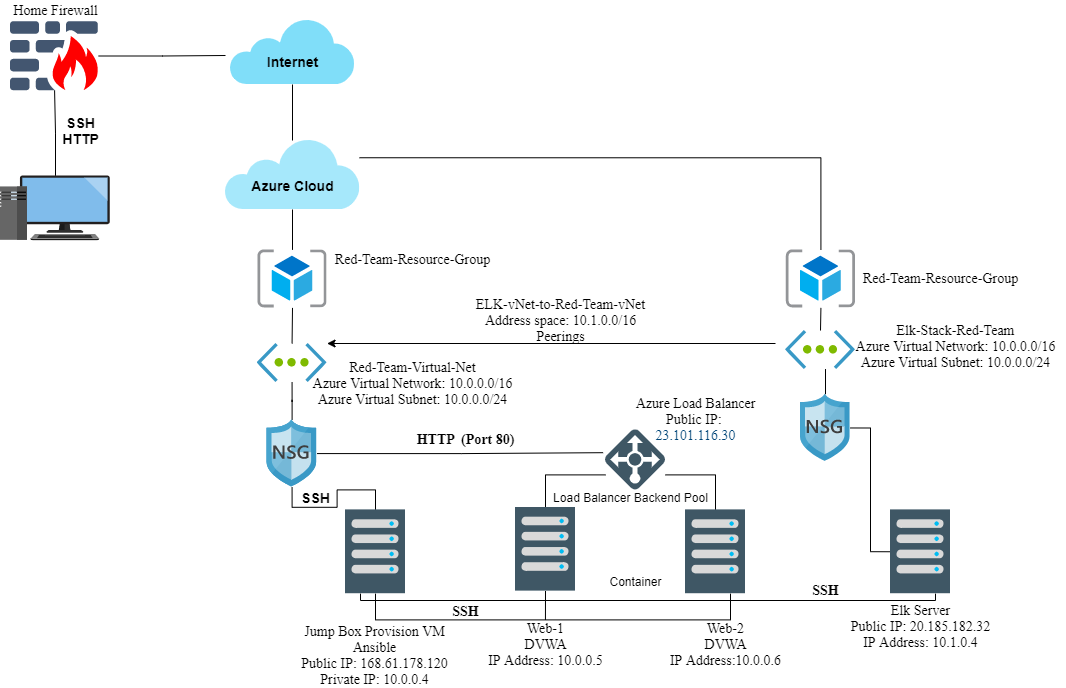 Home Firewall
Internet
SSH
HTTP
Azure Cloud
Red-Team-Resource-Group
Red-Team-Resource-Group
ELK-vNet-to-Red-Team-vNet
Address space: 10.1.0.0/16
Peerings
Elk-Stack-Red-Team
Azure Virtual Network: 10.0.0.0/16
Azure Virtual Subnet: 10.0.0.0/24
Red-Team-Virtual-Net
Azure Virtual Network: 10.0.0.0/16
Azure Virtual Subnet: 10.0.0.0/24
Azure Load Balancer
Public IP:
23.101.116.30
NSG
HTTP (Port 80)
NSG
SSH
Load Balancer Backend Pool
Container
SSH
SSH
Jump Box Provision VM
Ansible
Public IP: 168.61.178.120
Private IP: 10.0.0.4
Web-1
DVWA
IP Address: 10.0.0.5
Web-2
DVWA
IP Address:10.0.0.6
Elk Server
Public IP: 20.185.182.32
IP Address: 10.1.0.4